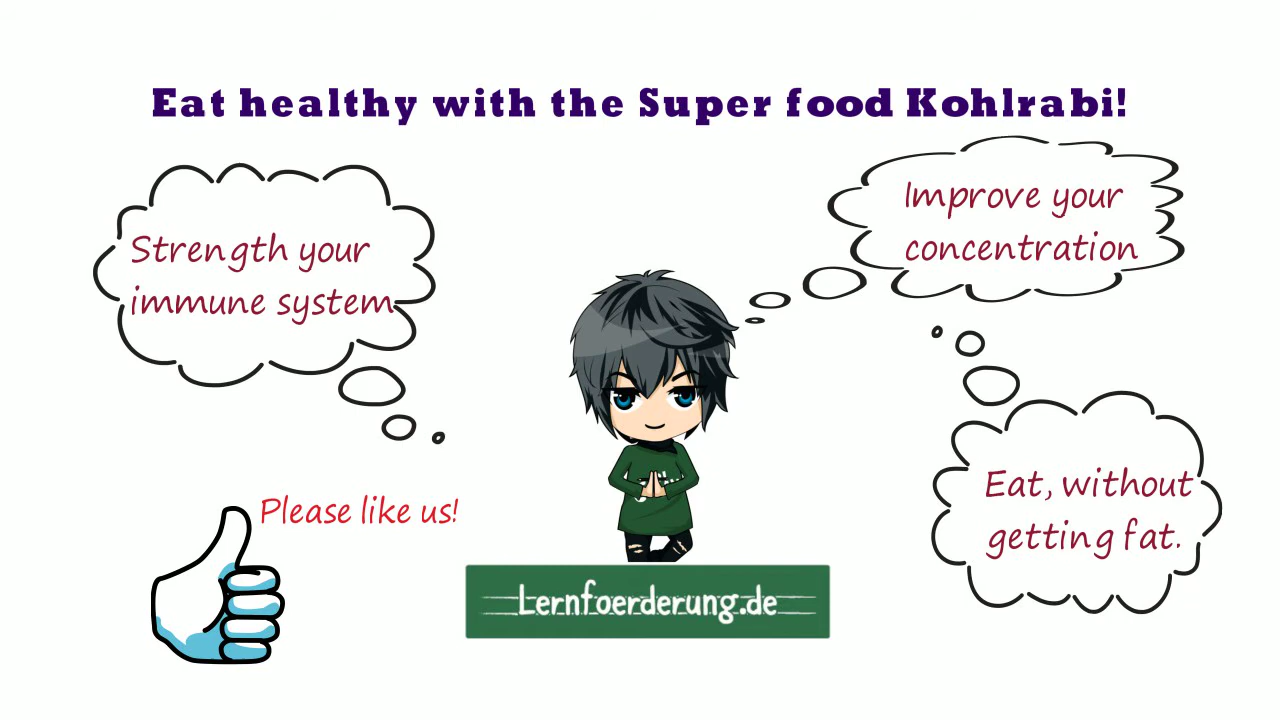 Eat healthy with the Super food Kohlrabi!
Strength your
immune system
Improve your
concentration
Eat, without
getting fat.
Please like us!
Lernfoerderung.de